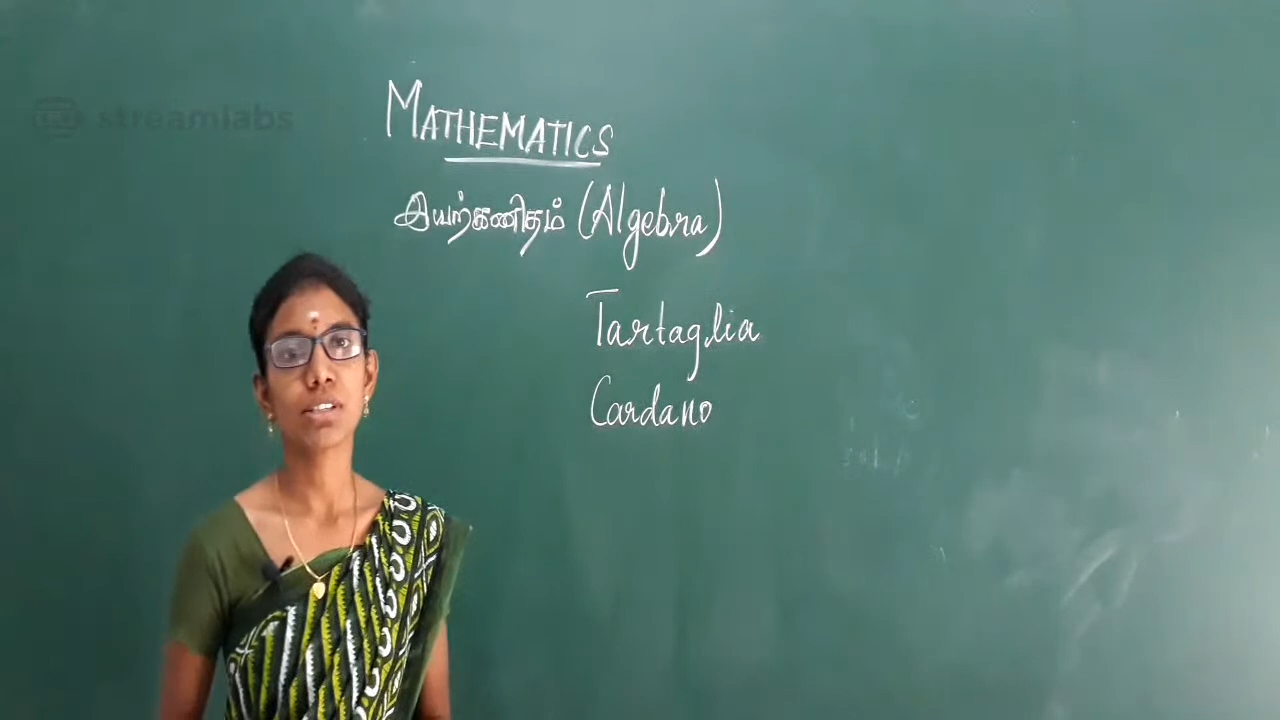 streamlabs
MATHEMATICS
இயற்கணிதம் (Algebra)
Tartaglia
Cardano